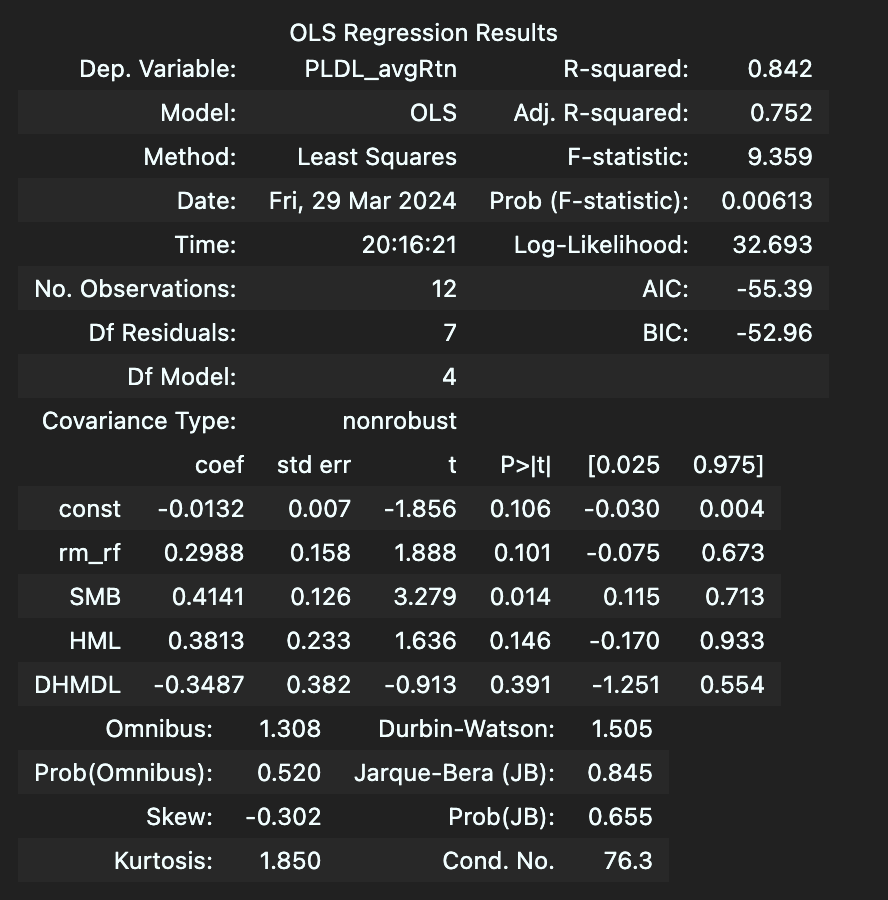 OLS Regression Results
Dep. Variable: PLDL_avgRtn R-squared: 0.842
Model: OLS Adj. R-squared: 0.752
Method: Least Squares F-statistic: 9.359
Date: Fri, 29 Mar 2024 Prob (F-statistic): 0.00613
Time: 20:16:21 Log-Likelihood: 32.693
No. Observations: 12 AIC: -55.39
Df Residuals: 7 BIC: -52.96
Df Model: 4
Covariance Type: nonrobust
coef std err t P>|t| [0.025 0.975]
const -0.0132 0.007 -1.856 0.106 -0.030 0.004
rm_rf 0.2988 0.158 1.888 0.101 -0.075 0.673
SMB 0.4141 0.126 3.279 0.014 0.115 0.713
HML 0.3813 0.233 1.636 0.146 -0.170 0.933
DHMDL -0.3487 0.382 -0.913 0.391 -1.251 0.554
Omnibus: 1.308 Durbin-Watson: 1.505
Prob(Omnibus): 0.520 Jarque-Bera (JB): 0.845
Skew: -0.302 Prob(JB): 0.655
Kurtosis: 1.850 Cond. No. 76.3